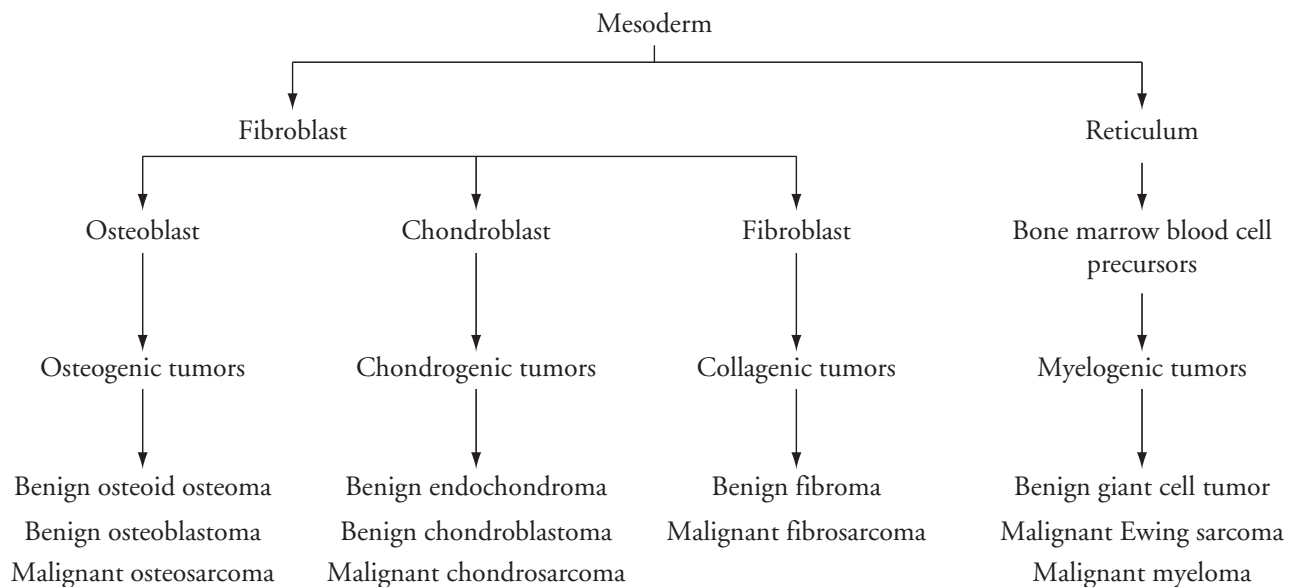 Mesoderm
Fibroblast
Reticulum
Osteoblast
Chondroblast
Fibroblast
Bone marrow blood cell
precursors
Osteogenic tumors
Chondrogenic tumors
Collagenic tumors
Myelogenic tumors
Benign osteoid osteoma
Benign endochondroma
Benign fibroma
Benign giant cell tumor
Benign osteoblastoma
Benign chondroblastoma
Malignant fibrosarcoma
Malignant Ewing sarcoma
Malignant osteosarcoma
Malignant chondrosarcoma
Malignant myeloma